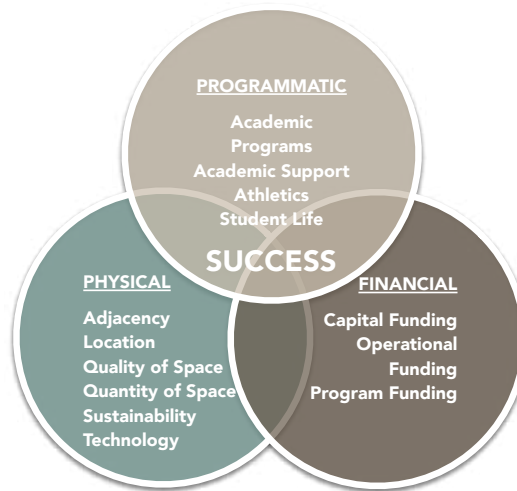 PROGRAMMATIC
Academic
Programs
Academic Support
Athletics
Student Life
SUCCESS
PHYSICAL
Adjacency
Location
Quality of Space
Quantity of Space
Sustainability
Technology
FINANCIAL
Capital Funding
Operational
Funding
Program Funding